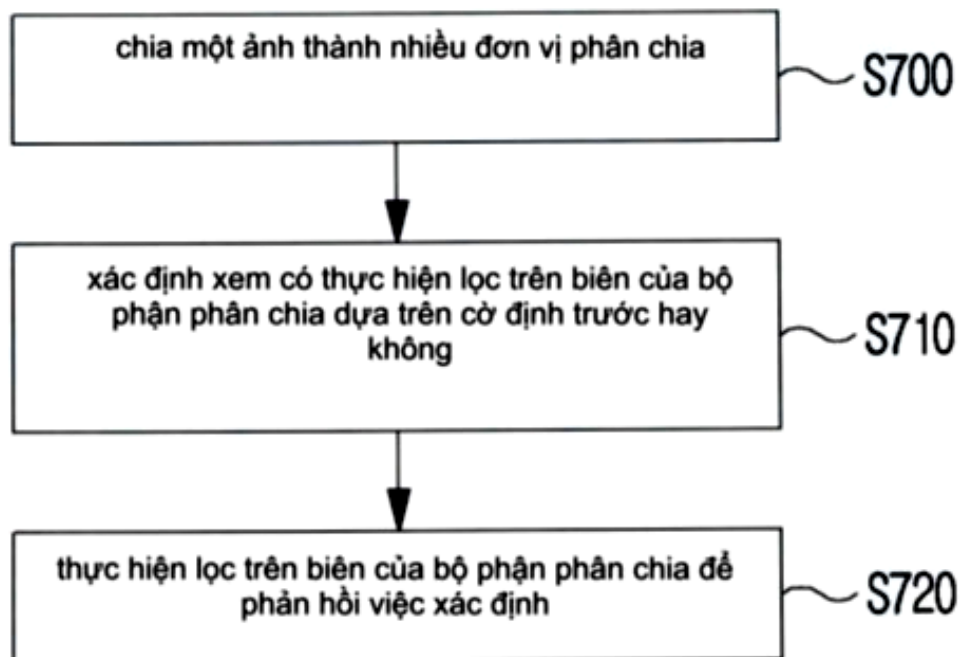 chia một ảnh thành nhiều đơn vị phân chia
S700
xác định xem có thực hiện lọc trên biên của bộ
phận phân chia dựa trên cờ định trước hay
không
S710
thực hiện lọc trên biên của bộ phận phân chia để
phản hồi việc xác định
S720